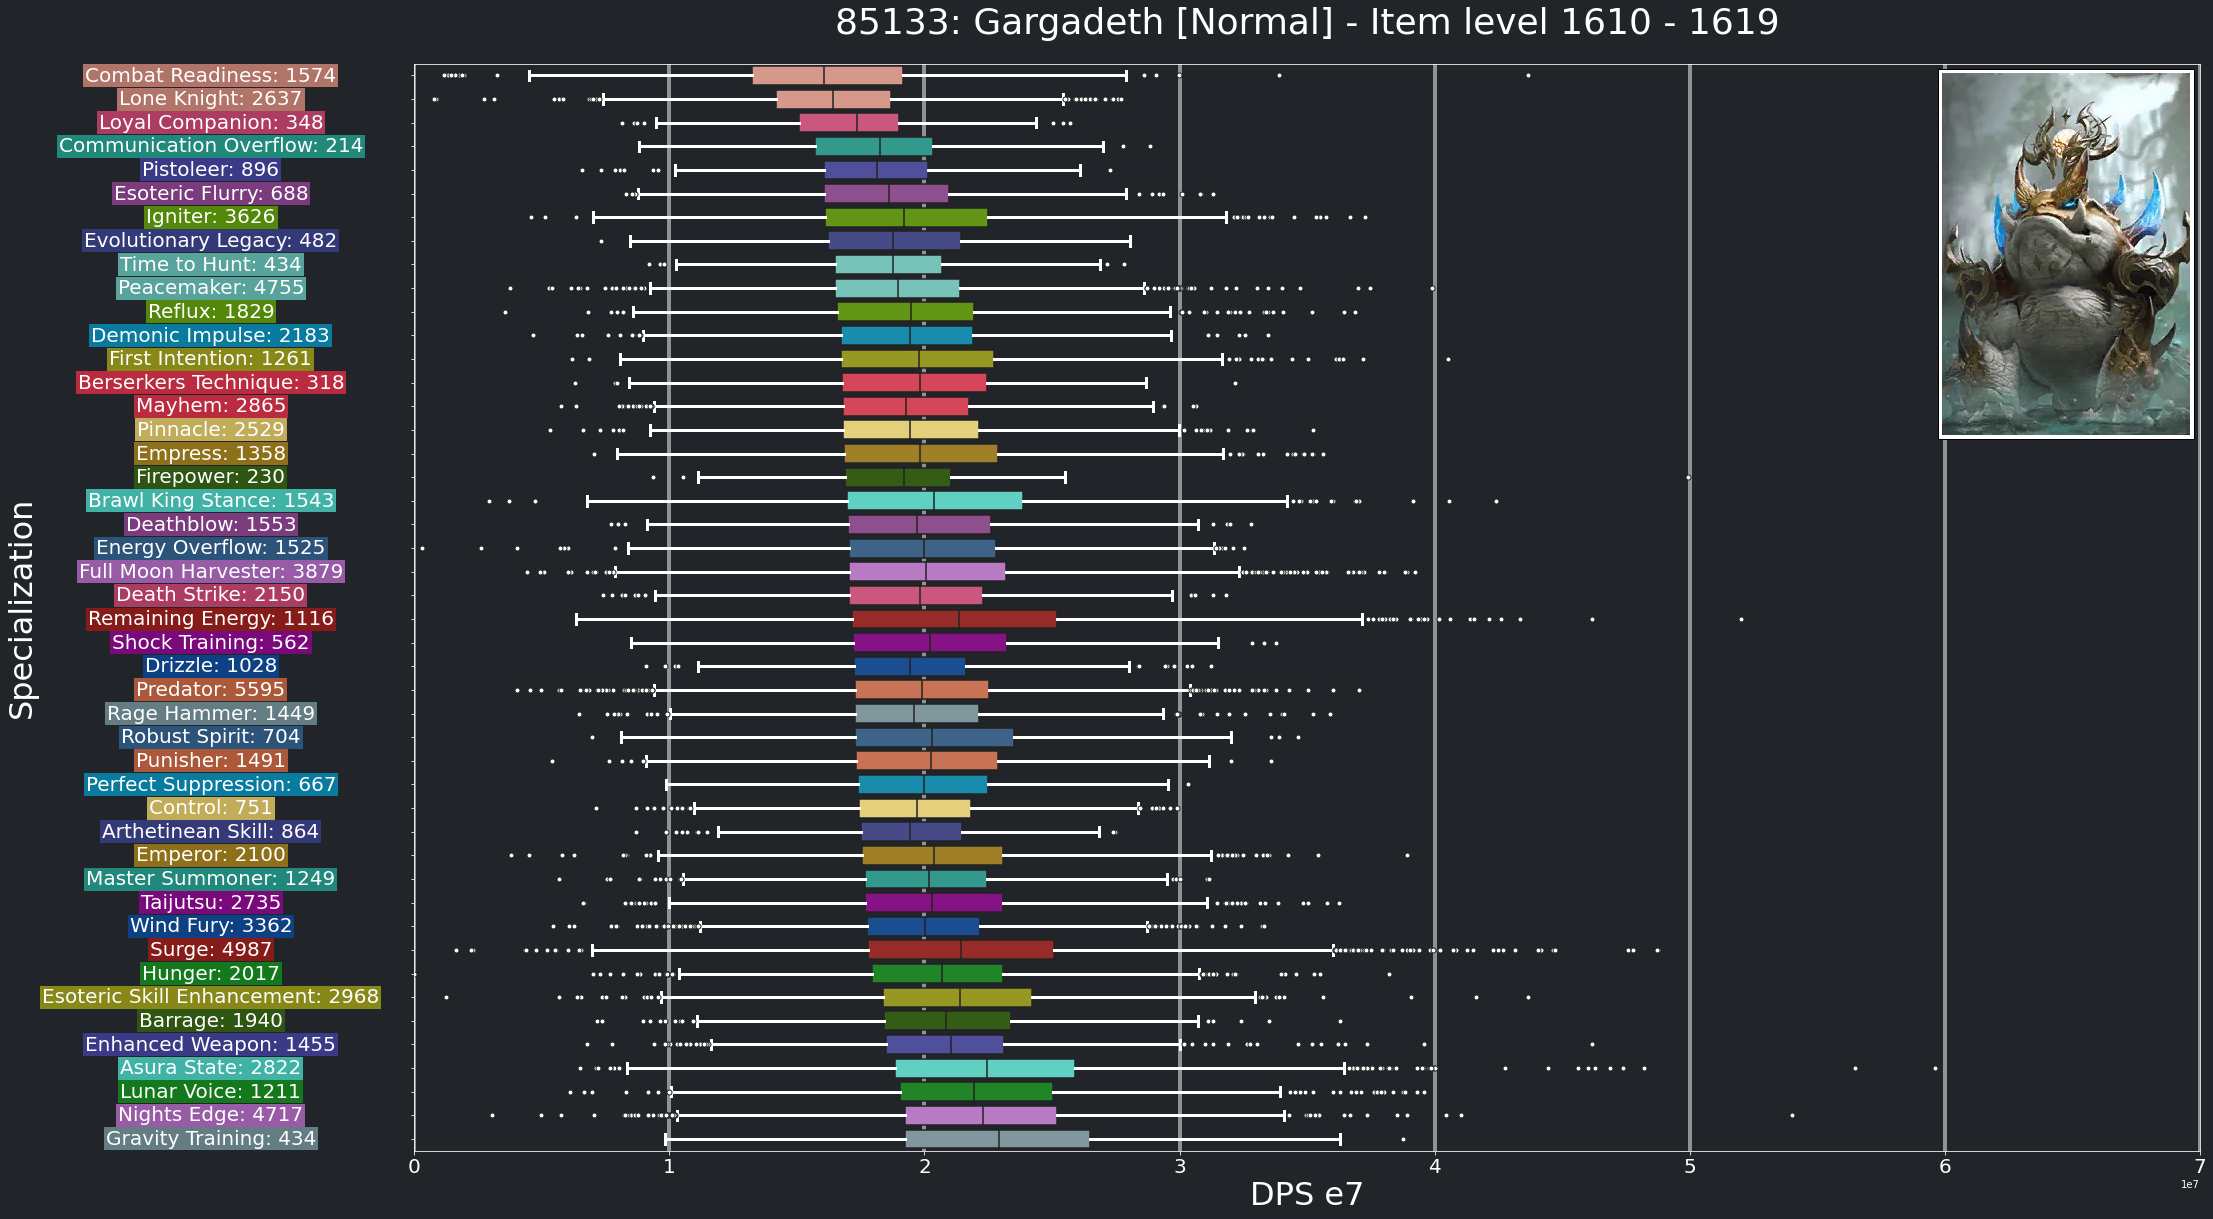 85133: Gargadeth [Normal] - Item level 1610 - 1619
Combat Readiness: 1574
Lone Knight: 2637
Loyal Companion: 348
Communication Overflow: 214
Pistoleer: 896
Esoteric Flurry: 688
Igniter: 3626
Evolutionary Legacy: 482
Time to Hunt: 434
Peacemaker: 4755
Reflux: 1829
Demonic Impulse: 2183
First Intention: 1261
Berserkers Technique: 318
Mayhem: 2865
Pinnacle: 2529
Empress: 1358
Firepower: 230
Brawl King Stance: 1543
Deathblow: 1553
Energy Overflow: 1525
Full Moon Harvester: 3879
Death Strike: 2150
Remaining Energy: 1116
Shock Training: 562
Drizzle: 1028
Predator: 5595
Rage Hammer: 1449
Robust Spirit: 704
Punisher: 1491
Perfect Suppression: 667
Control: 751
Arthetinean Skill: 864
Emperor: 2100
Master Summoner: 1249
Taijutsu: 2735
Wind Fury: 3362
Surge: 4987
Hunger: 2017
Esoteric Skill Enhancement: 2968
Barrage: 1940
Enhanced Weapon: 1455
Asura State: 2822
Lunar Voice: 1211
Nights Edge: 4717
Gravity Training: 434
Specialization
0 1 2 3 4 5 6 7
1e7
DPS e7